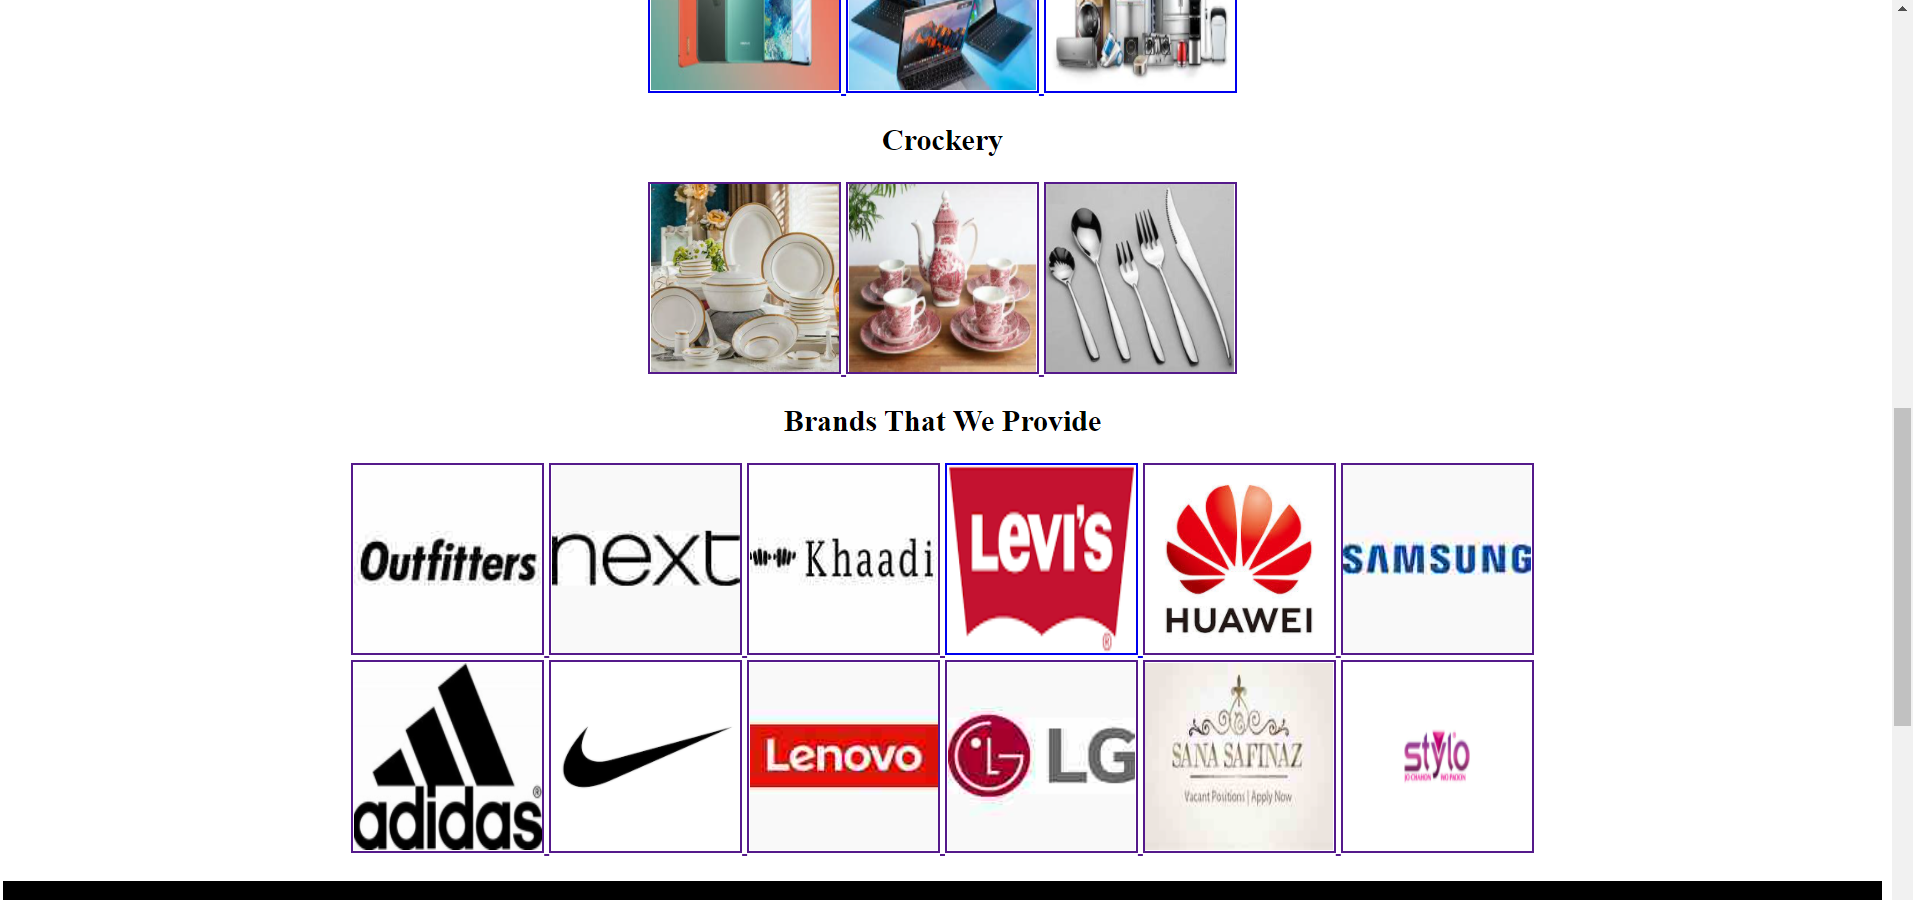 Crockery
Brands That We Provide
Outfitters
next
Khaadi
LEVI'S
®
HUAWEI
SAMSUNG
adidas
®
Lenovo
LG
SANA SAFINAZ
Vacant Positions | Apply Now
stylo